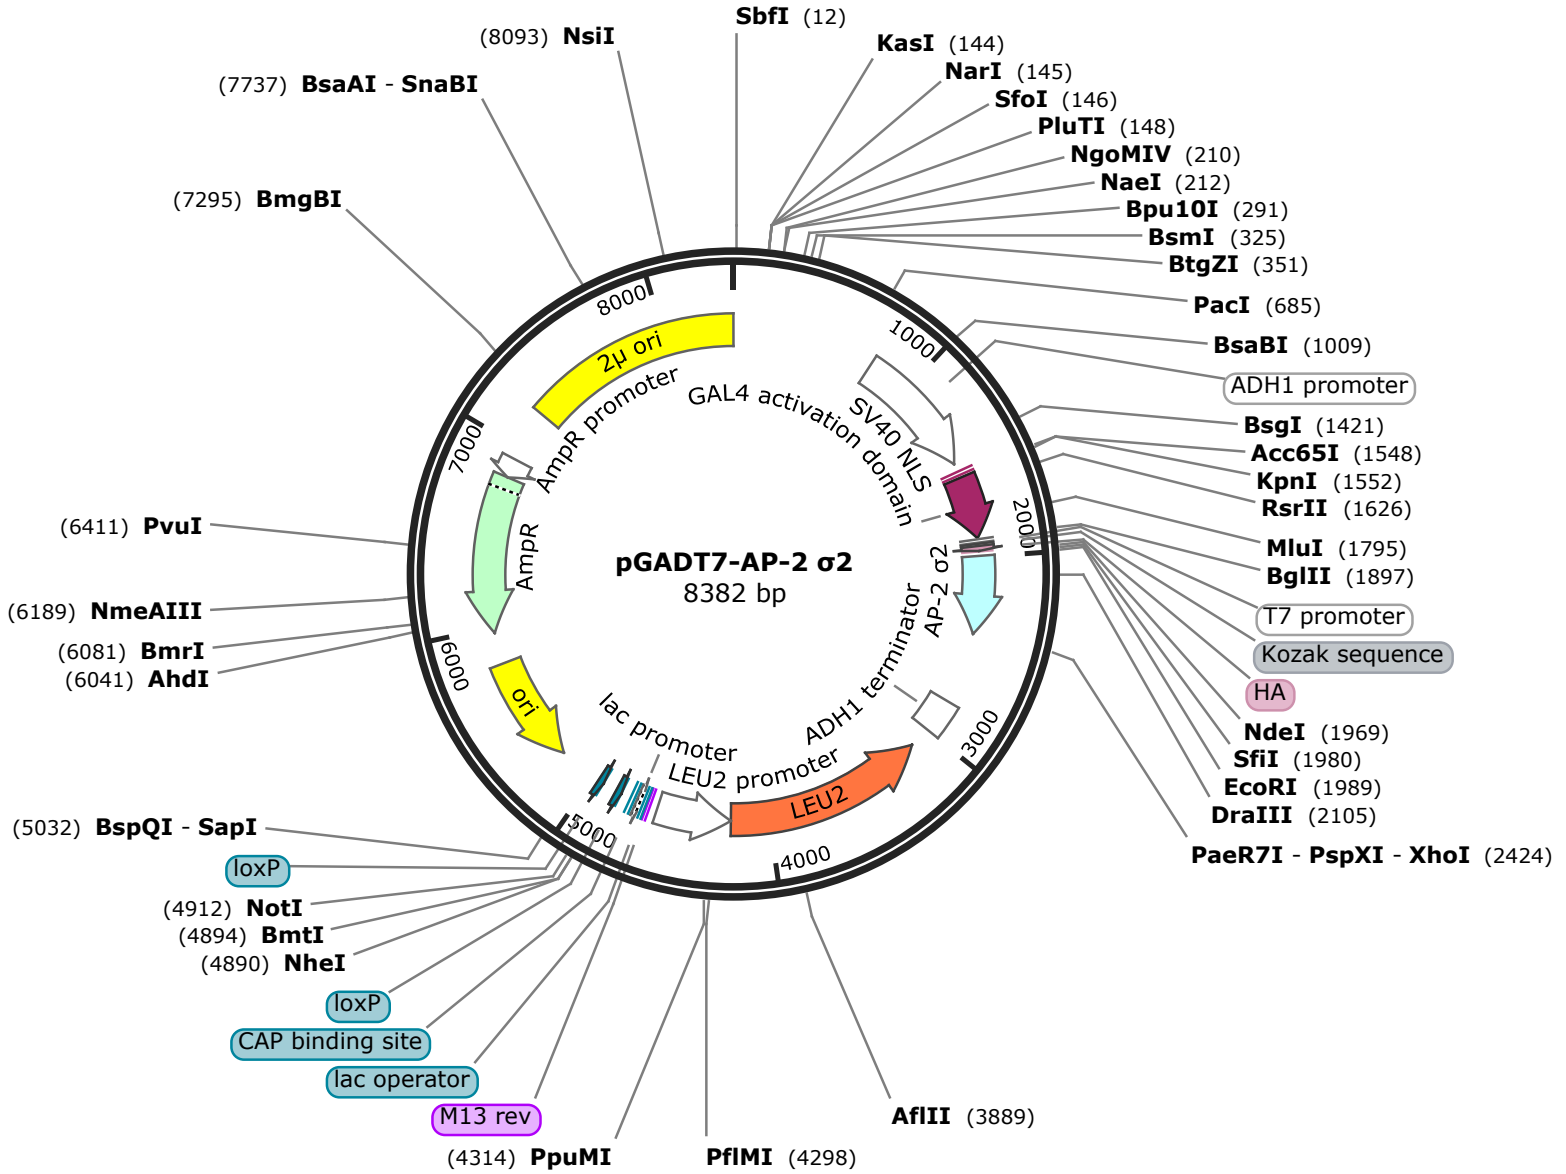 SbfI (12)
KasI (144)
NarI (145)
SfoI (146)
PluTI (148)
NgoMIV (210)
NaeI (212)
Bpu10I (291)
BsmI (325)
BtgZI (351)
PacI (685)
BsaBI (1009)
ADH1 promoter
BsgI (1421)
Acc65I (1548)
KpnI (1552)
RsrII (1626)
MluI (1795)
BglII (1897)
T7 promoter
Kozak sequence
HA
NdeI (1969)
SfiI (1980)
EcoRI (1989)
DraIII (2105)
PaeR7I - PspXI - XhoI (2424)
AflII (3889)
PflMI (4298)
(4314) PpuMI
M13 rev
lac operator
CAP binding site
loxP
(4890) NheI
(4894) BmtI
(4912) NotI
loxP
(5032) BspQI - SapI
(6041) AhdI
(6081) BmrI
(6189) NmeAIII
(6411) PvuI
(7295) BmgBI
(7737) BsaAI - SnaBI
(8093) NsiI
1000
2000
3000
4000
5000
6000
7000
8000
2μ ori
AmpR promoter
AmpR
ori
lac promoter
LEU2 promoter
LEU2
ADH1 terminator
AP-2 σ2
GAL4 activation domain
SV40 NLS
pGADT7-AP-2 σ2
8382 bp